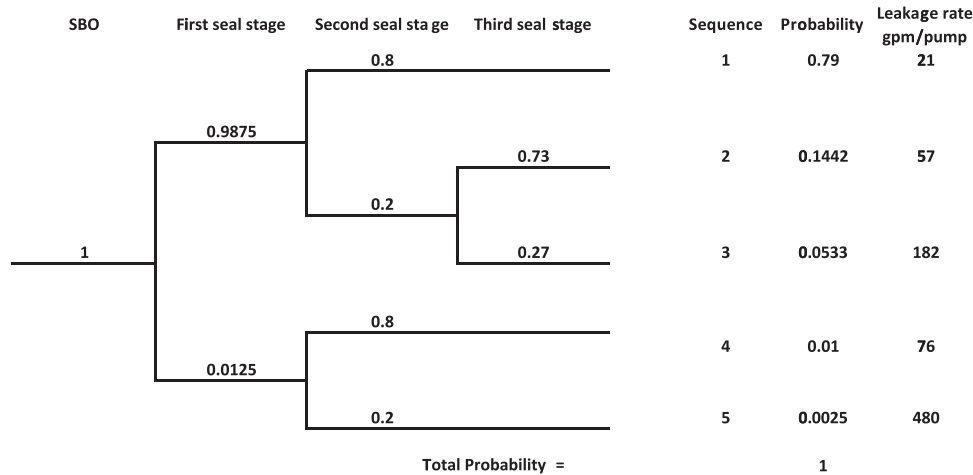 SBO First seal stage Second seal stage Third seal stage Sequence Probability Leakage rate gpm/pump
0.8 1 0.79 21
0.9875
0.73 2 0.1442 57
0.2
1 0.27 3 0.0533 182
0.8 4 0.01 76
0.0125
0.2 5 0.0025 480
Total Probability = 1